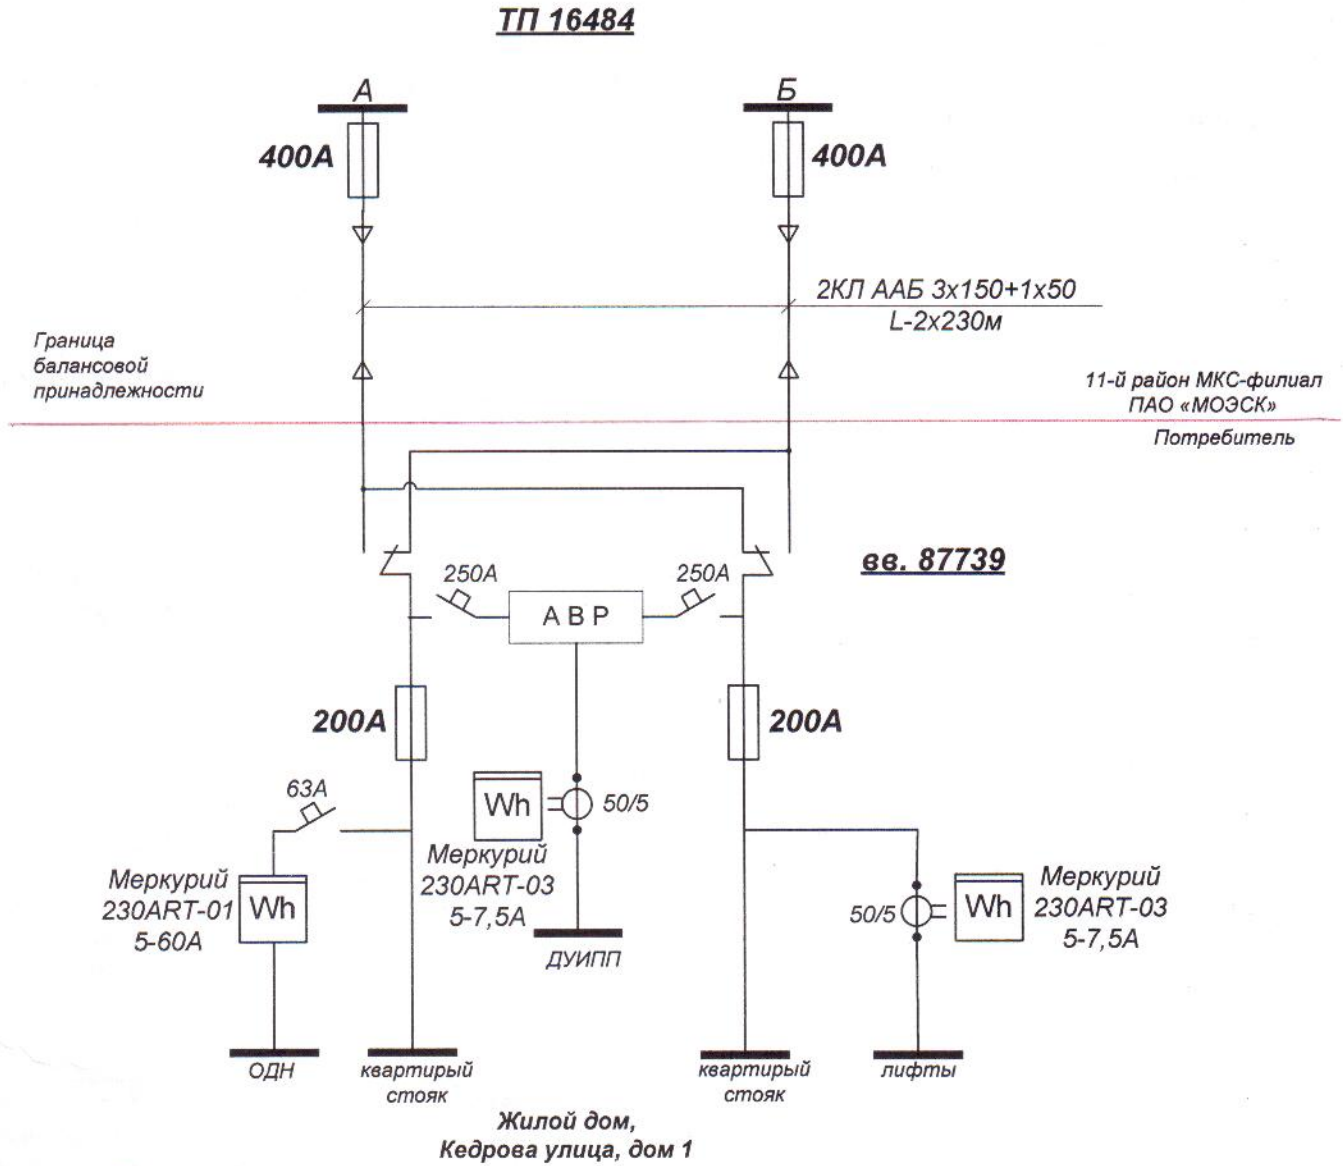 ТП 16484
А
Б
400А
400А
2КЛ ААБ 3х150+1х50
L-2х230м
Граница
балансовой
принадлежности
11-й район МКС-филиал
ПАО «МОЭСК»
Потребитель
вв. 87739
250А
250А
А В Р
200А
200А
63А
Wh
50/5
Меркурий
230ART-03
5-7,5А
Меркурий
230ART-01
5-60А
Wh
50/5
Wh
Меркурий
230ART-03
5-7,5А
ДУИПП
ОДН
квартирый
стояк
квартирый
стояк
лифты
Жилой дом,
Кедрова улица, дом 1